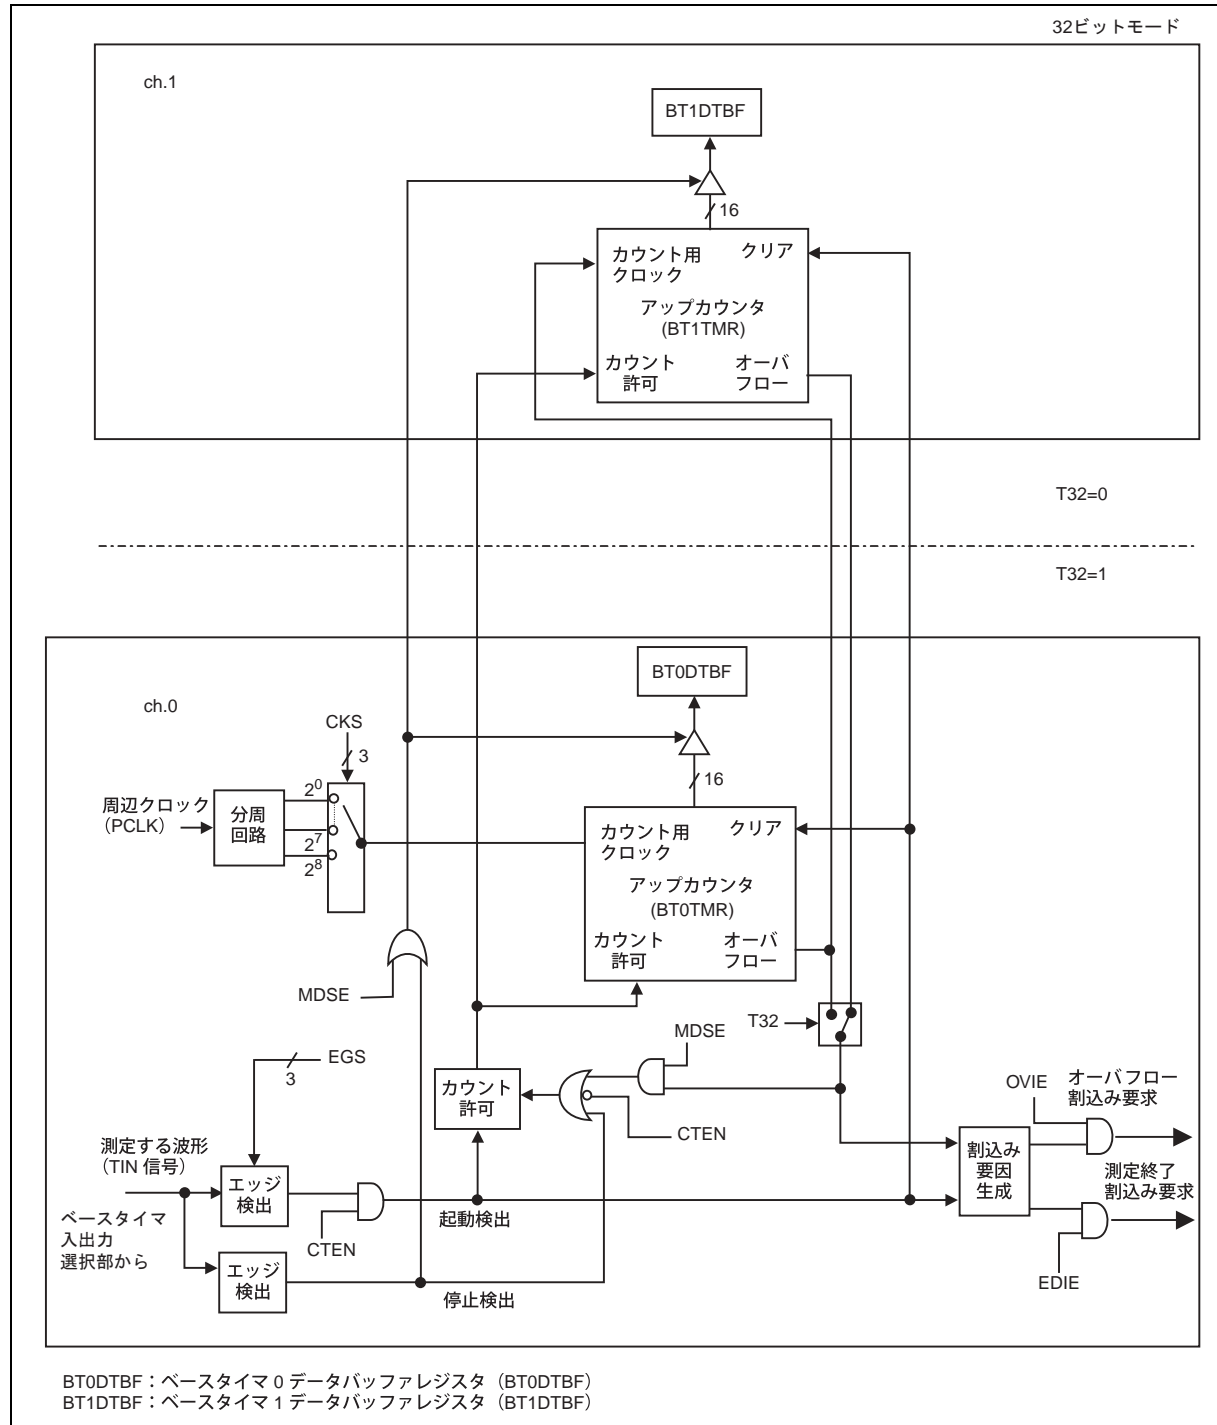 32ビットモード
ch.1
BT1DTBF
16
カウント用
クロック
クリア
アップカウンタ
(BT1TMR)
カウント
許可
オーバ
フロー
T32=0
T32=1
ch.0
BT0DTBF
CKS
3
16
周辺クロック
(PCLK)
分周
回路
2⁰
2⁷
2⁸
カウント用
クロック
クリア
アップカウンタ
(BT0TMR)
カウント
許可
オーバ
フロー
MDSE
T32
MDSE
EGS
3
カウント
許可
CTEN
OVIE
オーバフロー
割込み要求
測定する波形
(TIN 信号)
エッジ
検出
CTEN
起動検出
割込み
要因
生成
測定終了
割込み要求
ベースタイマ
入出力
選択部から
エッジ
検出
停止検出
EDIE
BT0DTBF：ベースタイマ 0 データバッファレジスタ（BT0DTBF）
BT1DTBF：ベースタイマ 1 データバッファレジスタ（BT1DTBF）